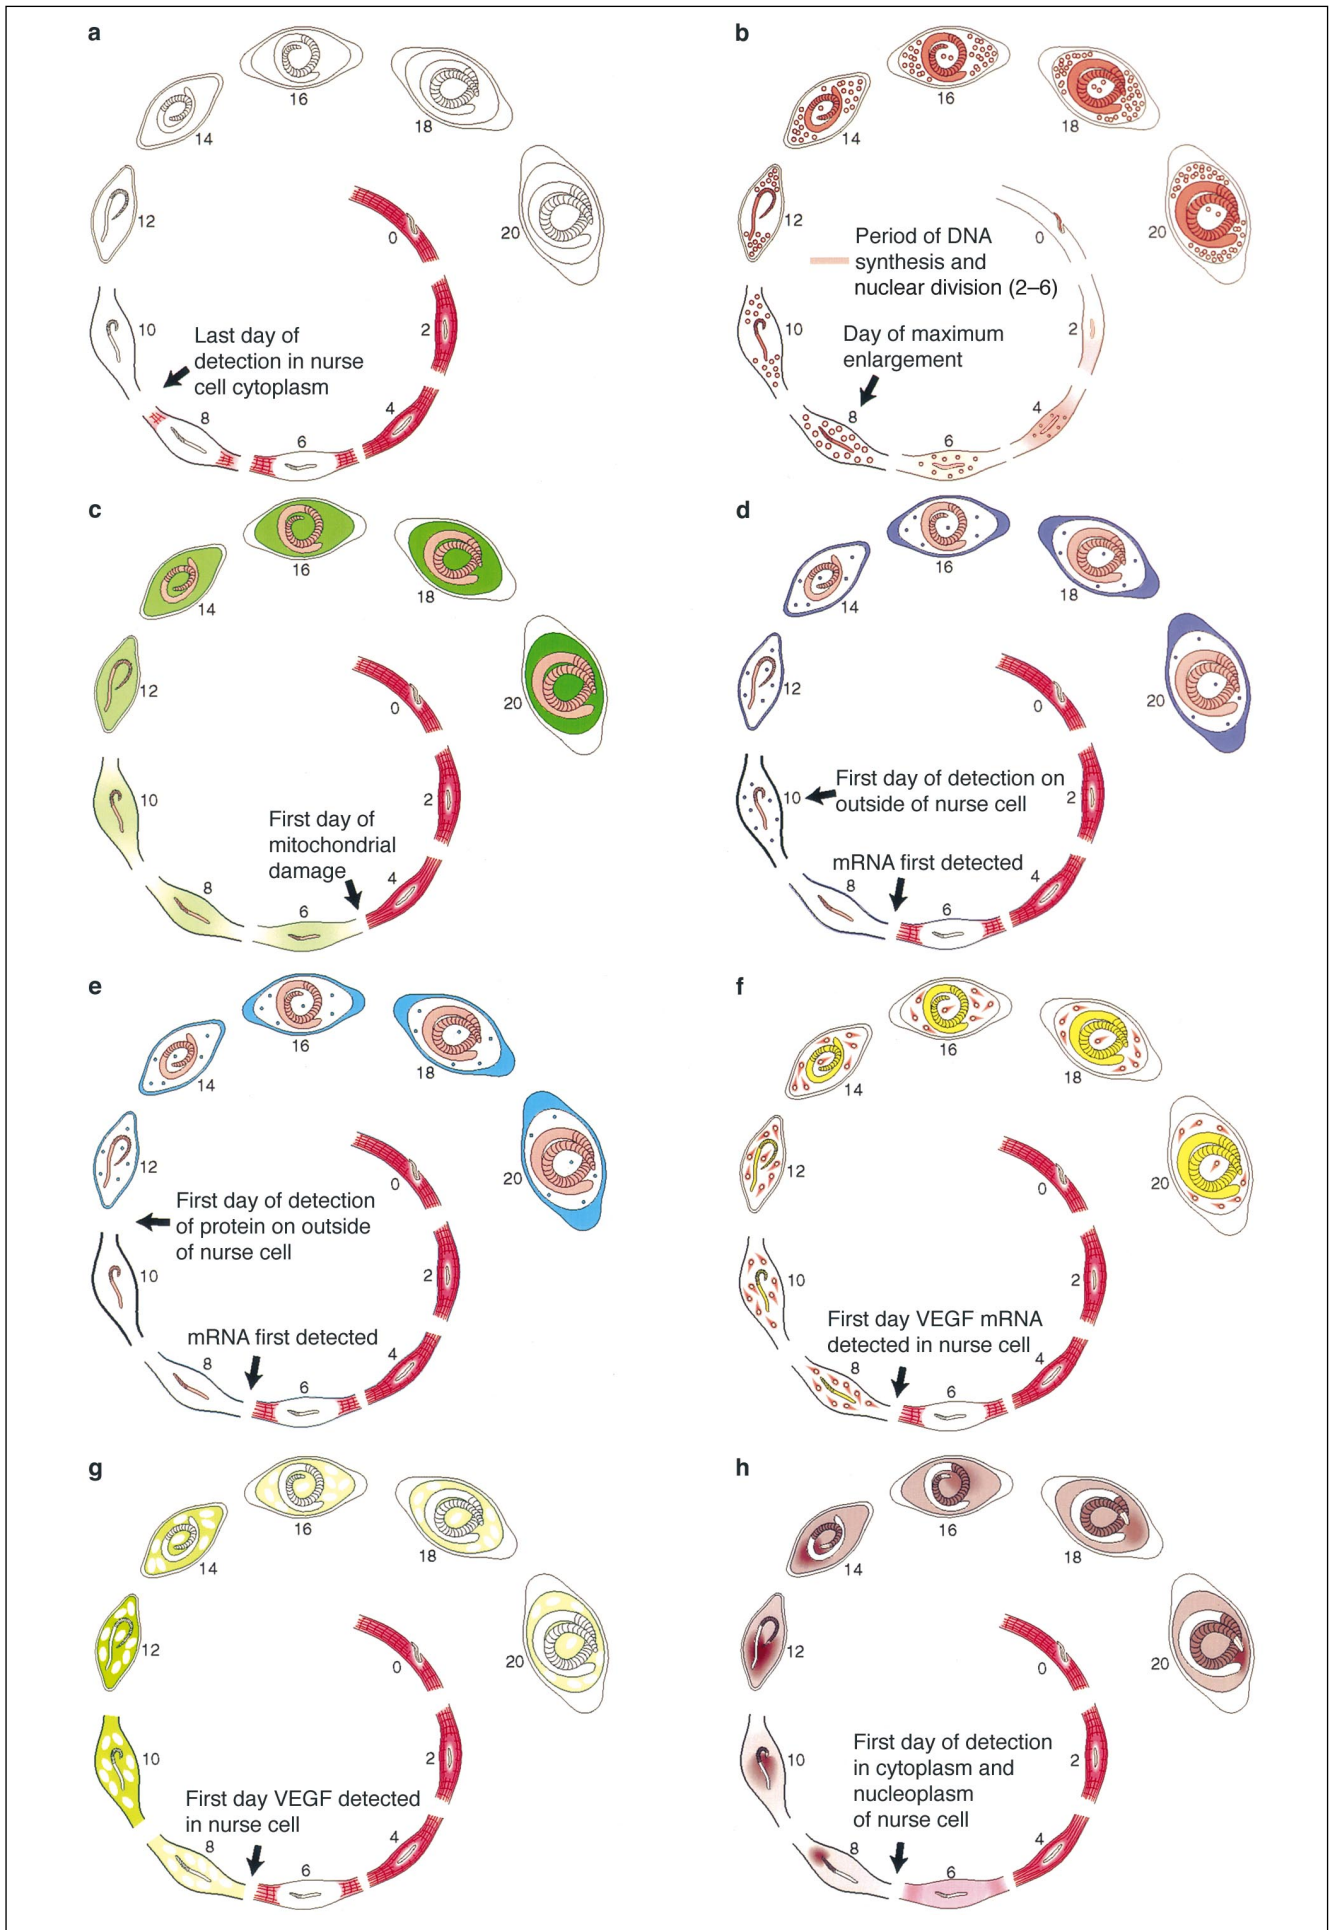 a
16
18
14
12
0
20
10
2
Last day of
detection in nurse
cell cytoplasm
8
4
6
b
16
18
14
12
0
20
Period of DNA
synthesis and
nuclear division (2–6)
10
2
Day of maximum
enlargement
8
4
6
c
16
18
14
12
0
20
10
2
First day of
mitochondrial
damage
8
4
6
d
16
18
14
12
0
20
10
First day of detection on
outside of nurse cell
2
mRNA first detected
8
4
6
e
16
18
14
12
0
20
First day of detection
of protein on outside
of nurse cell
10
2
mRNA first detected
8
4
6
f
16
18
14
12
0
20
10
2
First day VEGF mRNA
detected in nurse cell
8
4
6
g
16
18
14
12
0
20
10
2
First day VEGF detected
in nurse cell
8
4
6
h
16
18
14
12
0
20
10
2
First day of detection
in cytoplasm and
nucleoplasm
of nurse cell
8
4
6